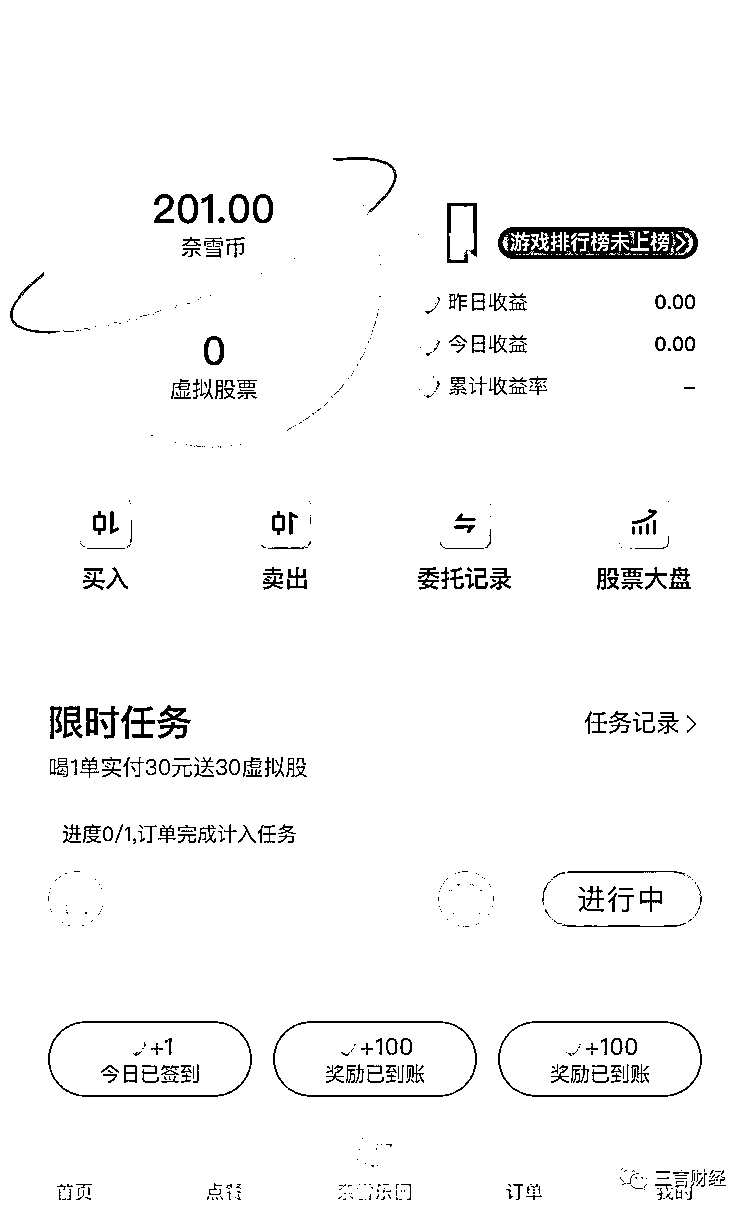 201.00
奈雪币
游戏排行榜未上榜
昨日收益 0.00
0
今日收益 0.00
虚拟股票
累计收益率 –
买入 卖出 委托记录 股票大盘
限时任务
任务记录 >
喝1单实付30元送30虚拟股
进度0/1,订单完成计入任务
进行中
+1 +100 +100
今日已签到 奖励已到账 奖励已到账
首页 点餐 奈雪乐园 订单 我的
三言财经